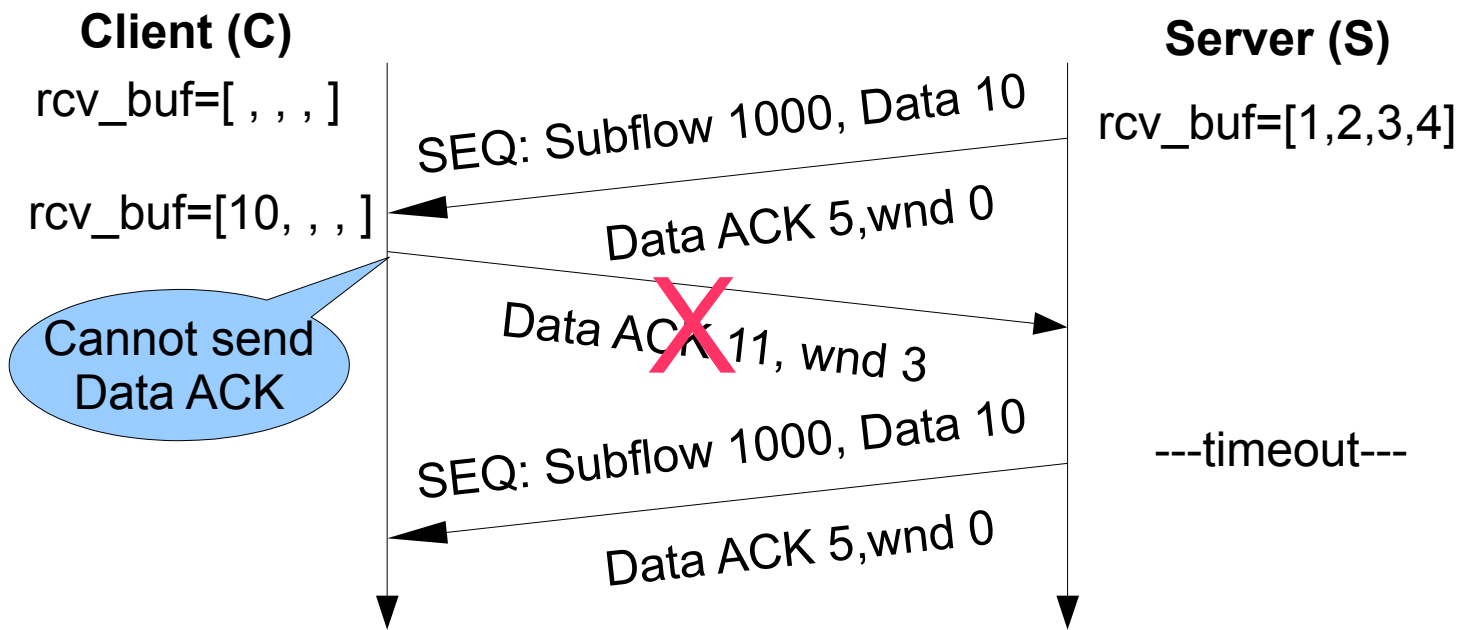 Client (C)
Server (S)
rcv_buf=[ , , , ]
SEQ: Subflow 1000, Data 10
rcv_buf=[1,2,3,4]
rcv_buf=[10, , , ]
Data ACK 5,wnd 0
Cannot send
Data ACK
X
Data ACK 11, wnd 3
SEQ: Subflow 1000, Data 10
---timeout---
Data ACK 5,wnd 0